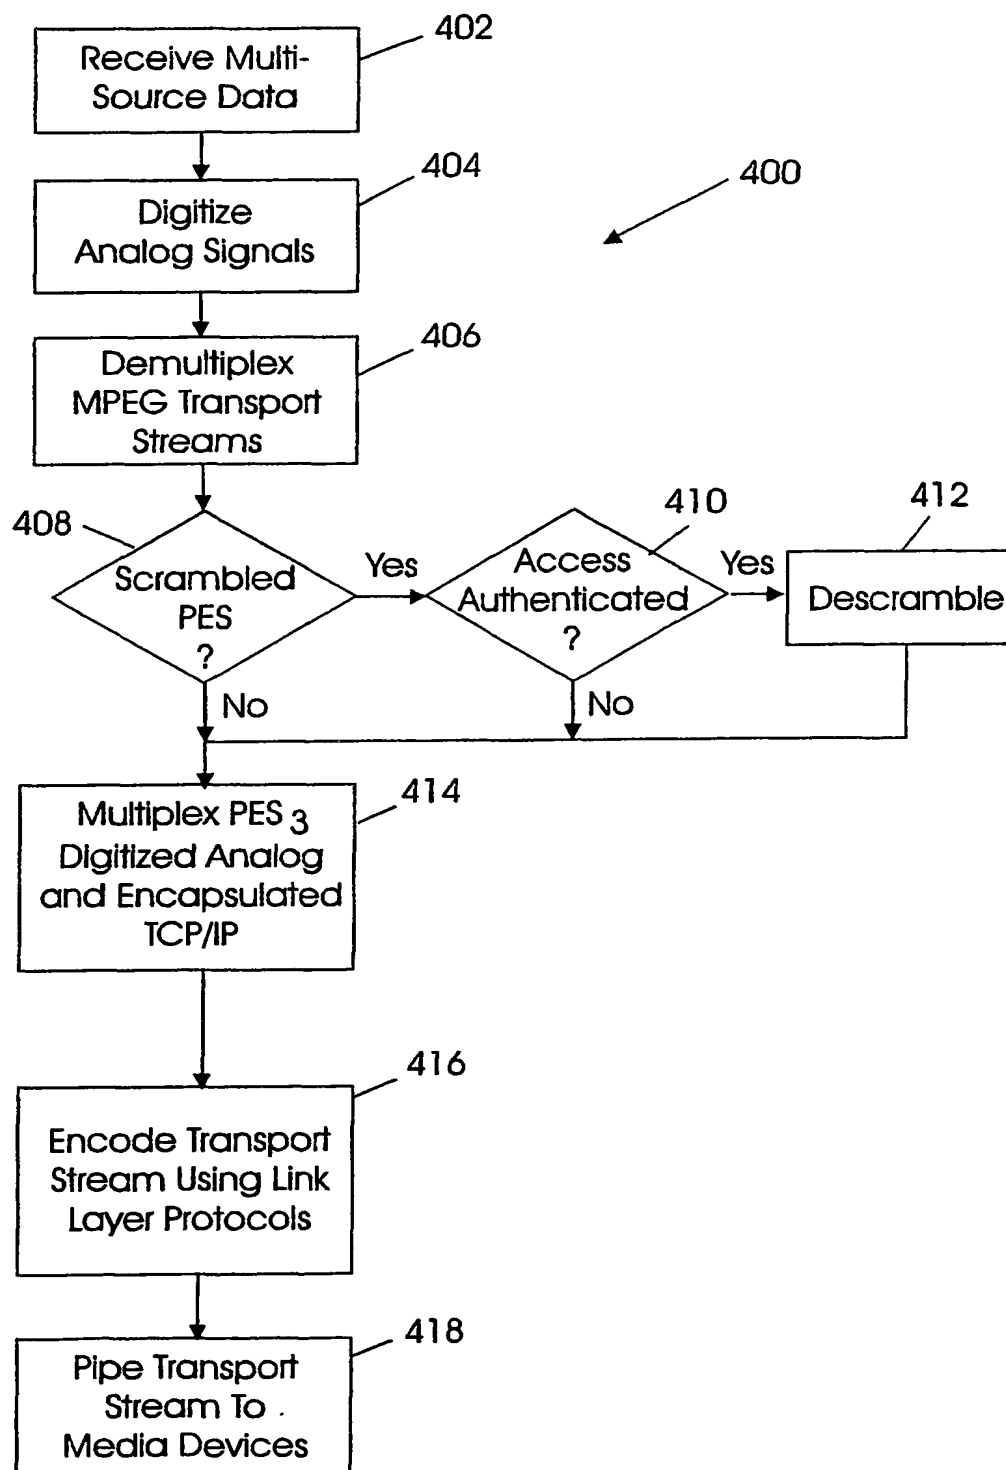 402
Receive Multi-
Source Data
404
Digitize
Analog Signals
400
406
Demultiplex
MPEG Transport
Streams
408
Scrambled
PES
?
Yes
410
Access
Authenticated
?
Yes
412
Descramble
No
No
414
Multiplex PES 3
Digitized Analog
and Encapsulated
TCP/IP
416
Encode Transport
Stream Using Link
Layer Protocols
418
Pipe Transport
Stream To
Media Devices